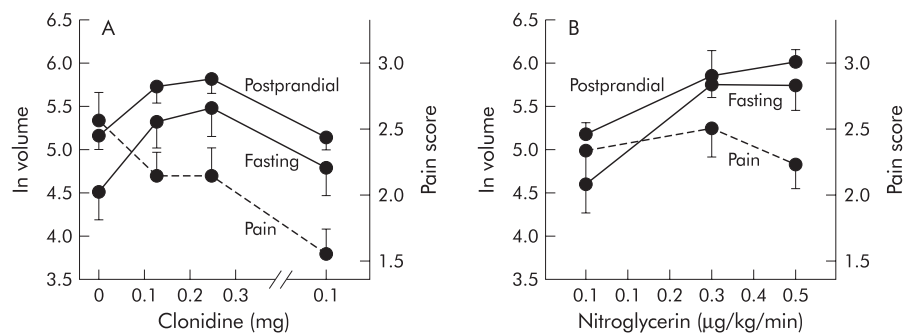 A
6.5
6.0
5.5
5.0
4.5
4.0
3.5
In volume
3.0
2.5
2.0
1.5
Pain score
Postprandial
Fasting
Pain
0 0.1 0.2 0.3 0.1
Clonidine (mg)
B
6.5
6.0
5.5
5.0
4.5
4.0
3.5
In volume
3.0
2.5
2.0
1.5
Pain score
Postprandial
Fasting
Pain
0.1 0.1 0.2 0.3 0.4 0.5
Nitroglycerin (µg/kg/min)